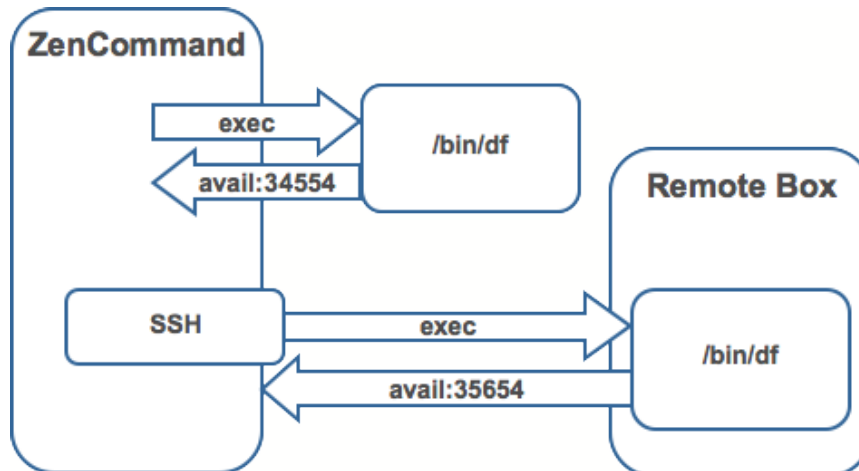 ZenCommand
exec
/bin/df
avail:34554
Remote Box
SSH
exec
/bin/df
avail:35654